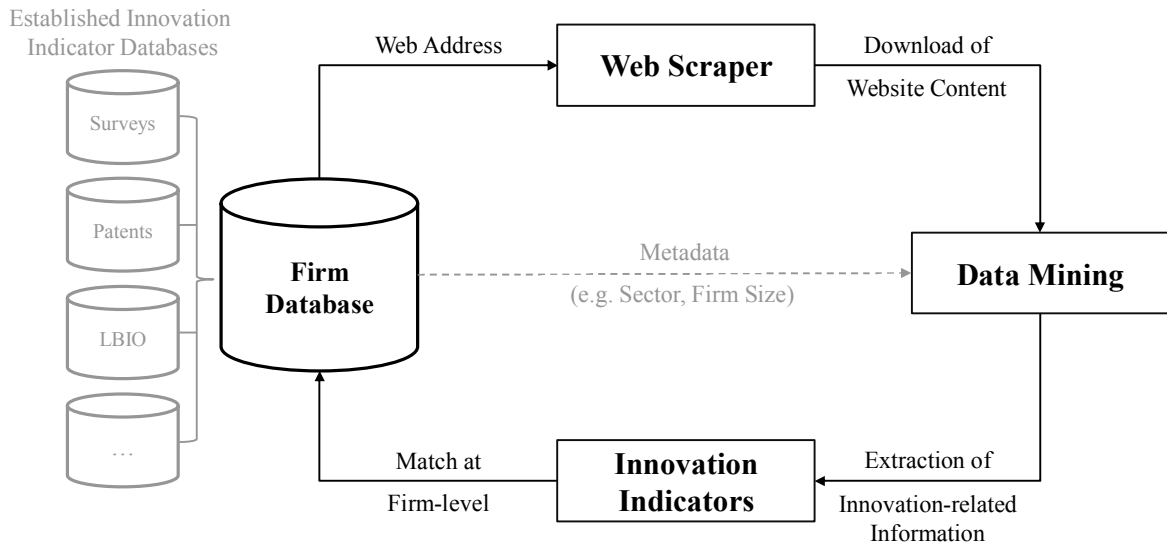 Established Innovation
Indicator Databases
Surveys
Patents
LBIO
…
Firm
Database
Web Address
Web Scraper
Download of
Website Content
Metadata
(e.g. Sector, Firm Size)
Data Mining
Match at
Firm-level
Innovation
Indicators
Extraction of
Innovation-related
Information